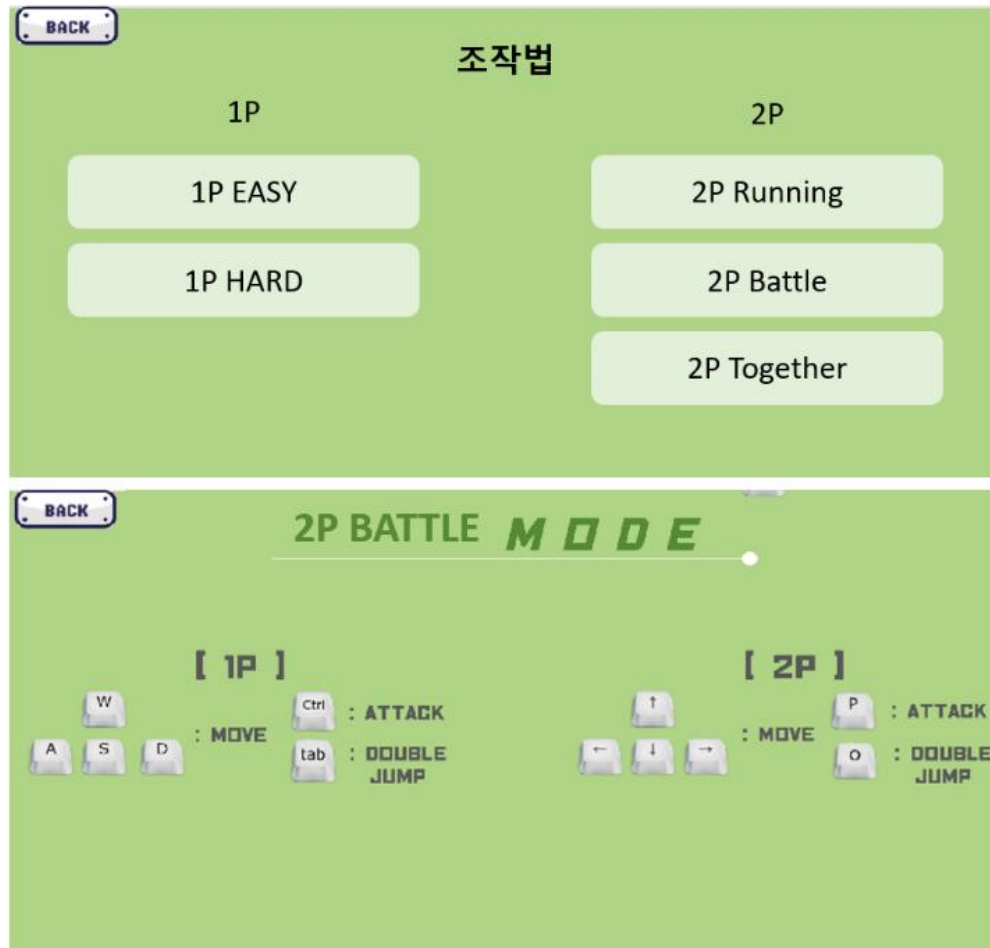 BACK
조작법
1P
2P
1P EASY
2P Running
1P HARD
2P Battle
2P Together
BACK
2P BATTLE MODE
[ 1P ]
[ 2P ]
W
A S D
: MOVE
Ctrl : ATTACK
tab : DOUBLE
JUMP
↑
← ↓ →
: MOVE
P : ATTACK
O : DOUBLE
JUMP